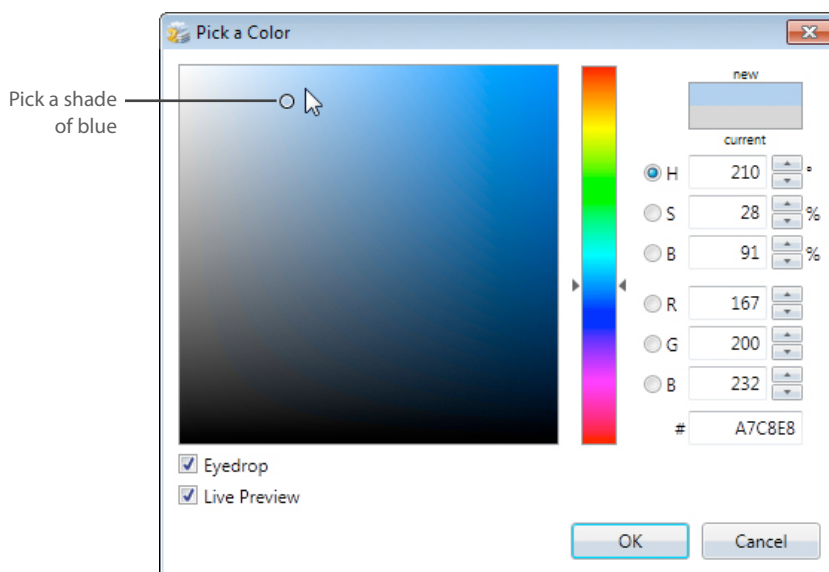 Pick a Color
Pick a shade
of blue
new
current
H 210 °
S 28 %
B 91 %
R 167
G 200
B 232
# A7C8E8
Eyedrop
Live Preview
OK Cancel